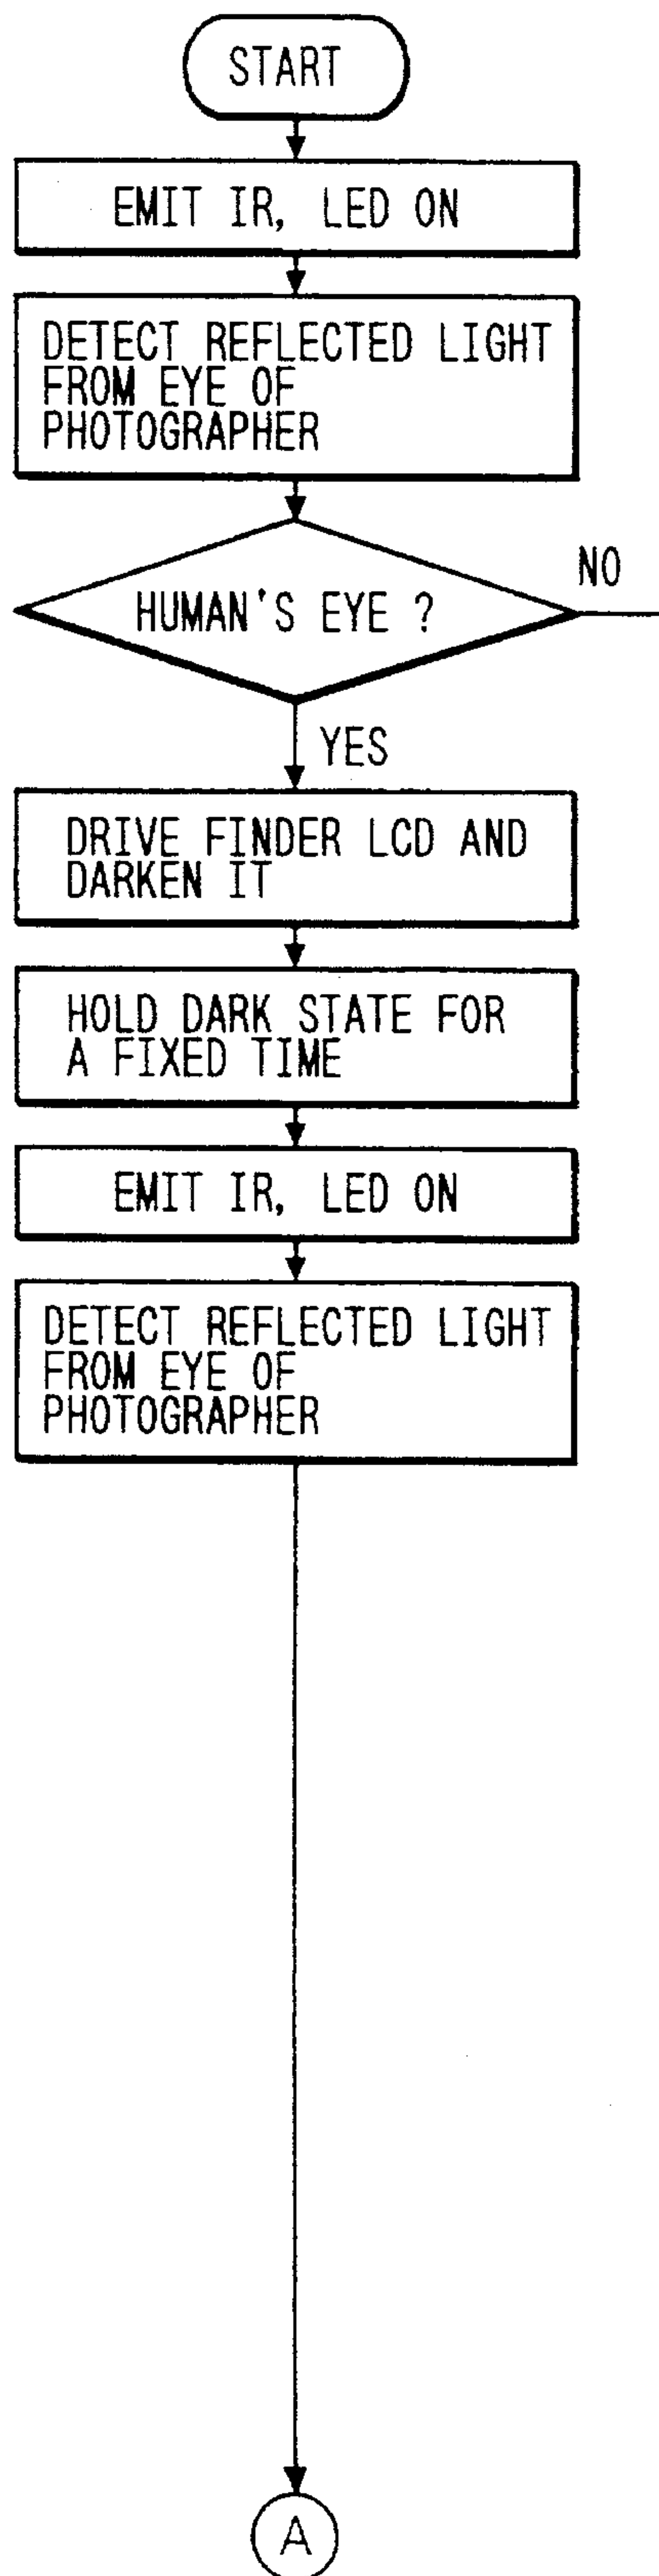 START
EMIT IR, LED ON
DETECT REFLECTED LIGHT
FROM EYE OF
PHOTOGRAPHER
HUMAN'S EYE ?
NO
YES
DRIVE FINDER LCD AND
DARKEN IT
HOLD DARK STATE FOR
A FIXED TIME
EMIT IR, LED ON
DETECT REFLECTED LIGHT
FROM EYE OF
PHOTOGRAPHER
A